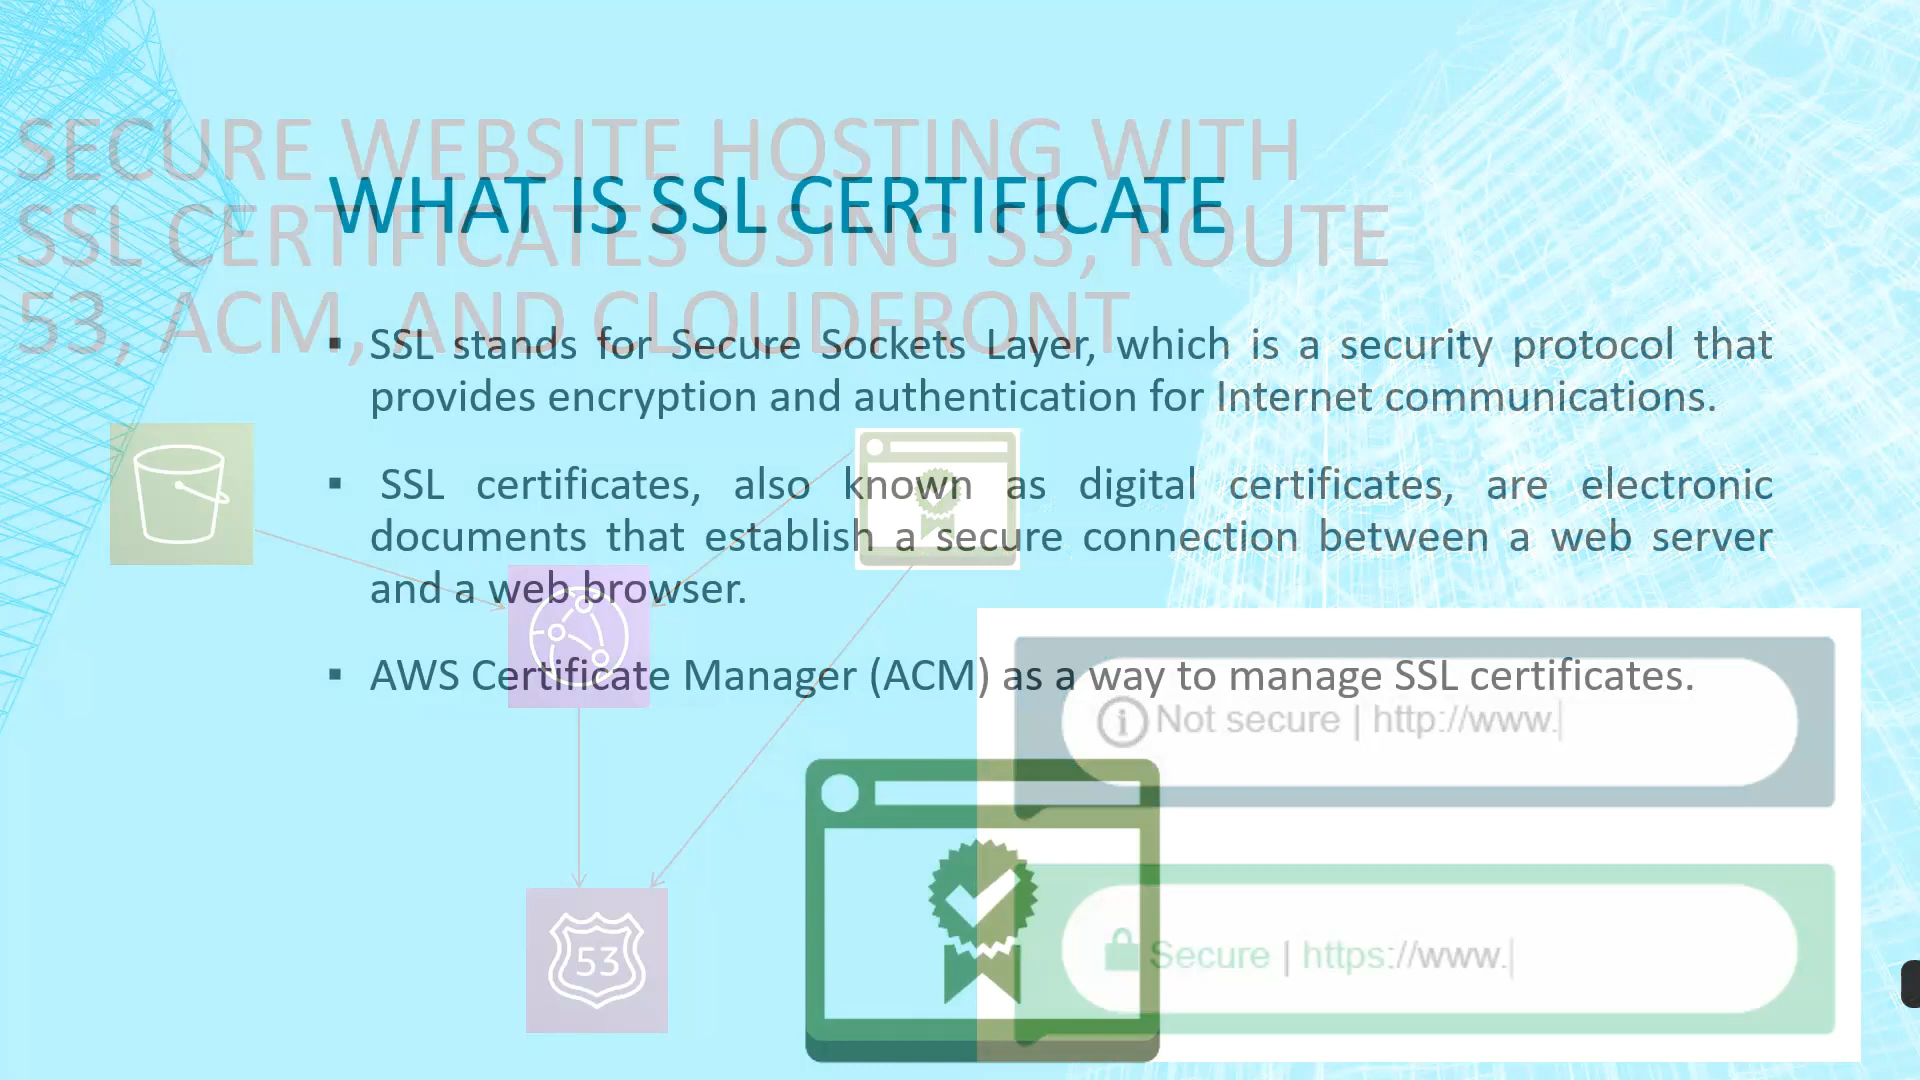 SECURE WEBSITE HOSTING WITH
SSL CERTIFICATES USING S3, ROUTE
53, ACM, AND CLOUDFRONT
WHAT IS SSL CERTIFICATE
▪ SSL stands for Secure Sockets Layer, which is a security protocol that
provides encryption and authentication for Internet communications.
▪ SSL certificates, also known as digital certificates, are electronic
documents that establish a secure connection between a web server
and a web browser.
▪ AWS Certificate Manager (ACM) as a way to manage SSL certificates.
Not secure | http://www.|
Secure | https://www.|
53